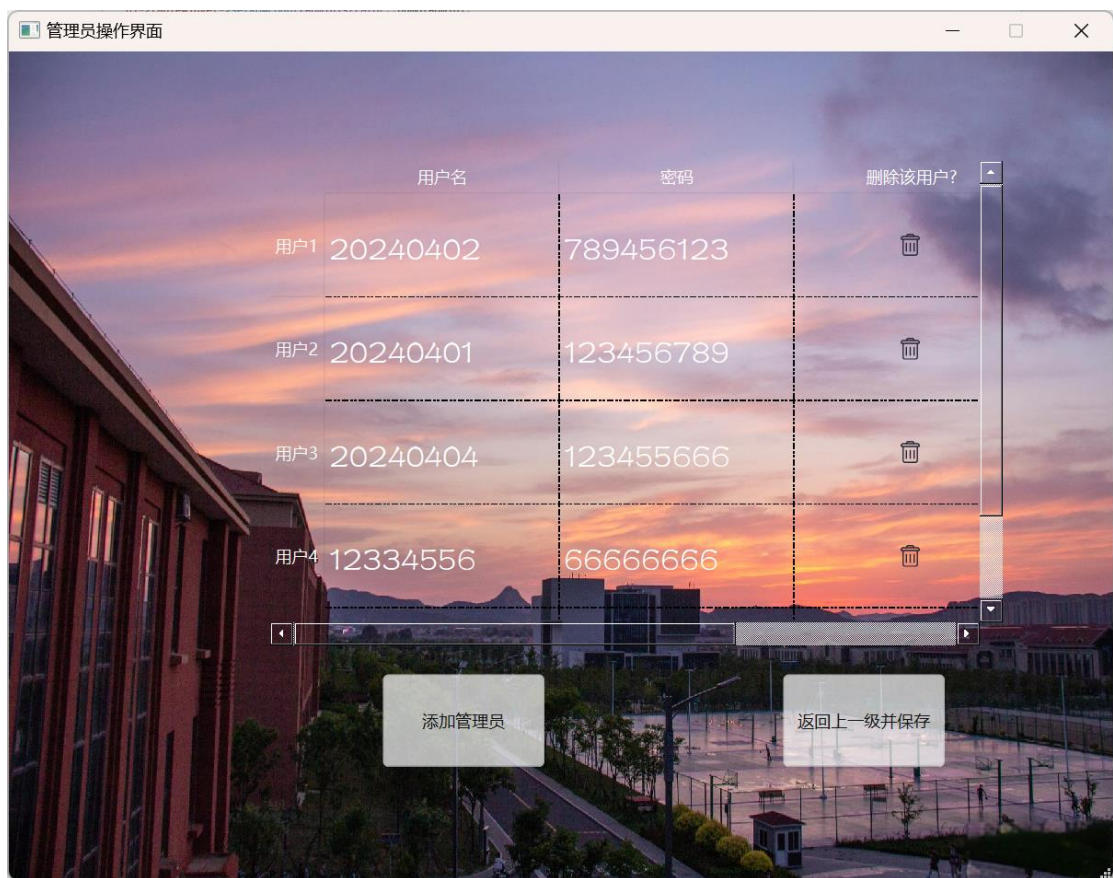 管理员操作界面
用户名 密码 删除该用户?
用户1 20240402 789456123
用户2 20240401 123456789
用户3 20240404 123455666
用户4 12334556 66666666
添加管理员 返回上一级并保存